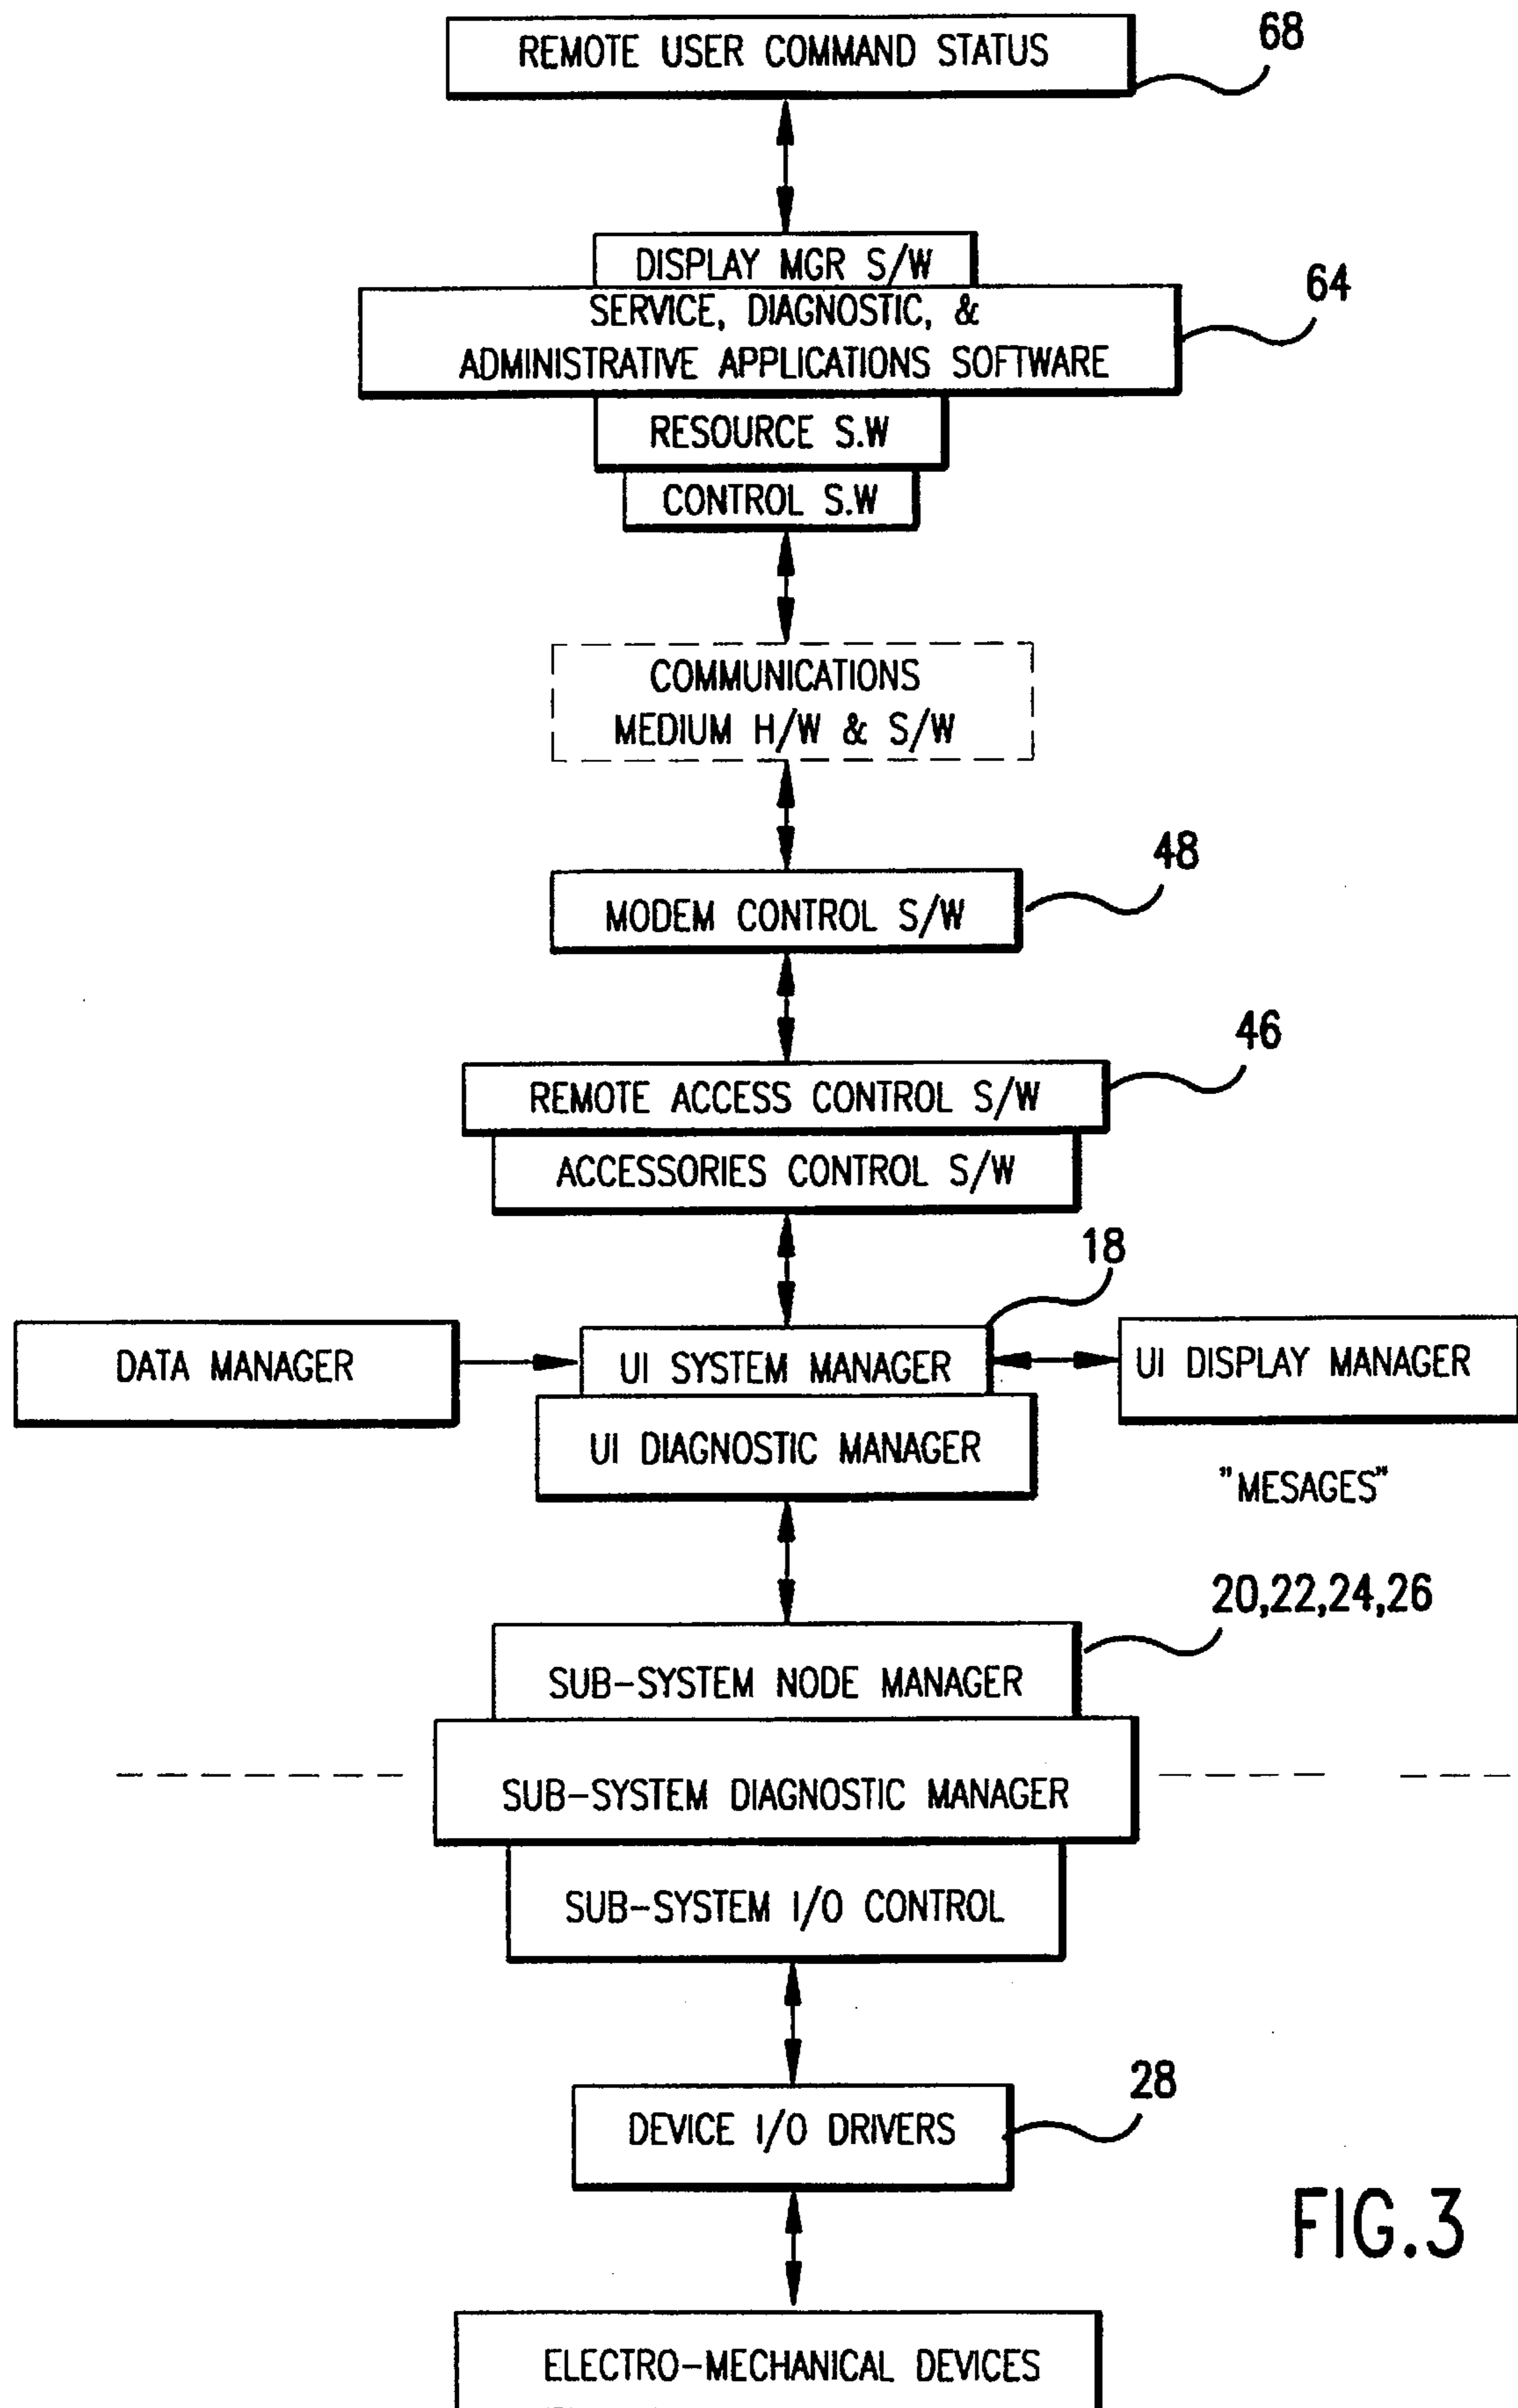 REMOTE USER COMMAND STATUS
68
DISPLAY MGR S/W
SERVICE, DIAGNOSTIC, &
ADMINISTRATIVE APPLICATIONS SOFTWARE
64
RESOURCE S.W
CONTROL S.W
COMMUNICATIONS
MEDIUM H/W & S/W
48
MODEM CONTROL S/W
46
REMOTE ACCESS CONTROL S/W
ACCESSORIES CONTROL S/W
18
DATA MANAGER
UI SYSTEM MANAGER
UI DISPLAY MANAGER
UI DIAGNOSTIC MANAGER
"MESAGES"
20,22,24,26
SUB-SYSTEM NODE MANAGER
SUB-SYSTEM DIAGNOSTIC MANAGER
SUB-SYSTEM I/O CONTROL
28
DEVICE I/O DRIVERS
FIG.3
ELECTRO-MECHANICAL DEVICES